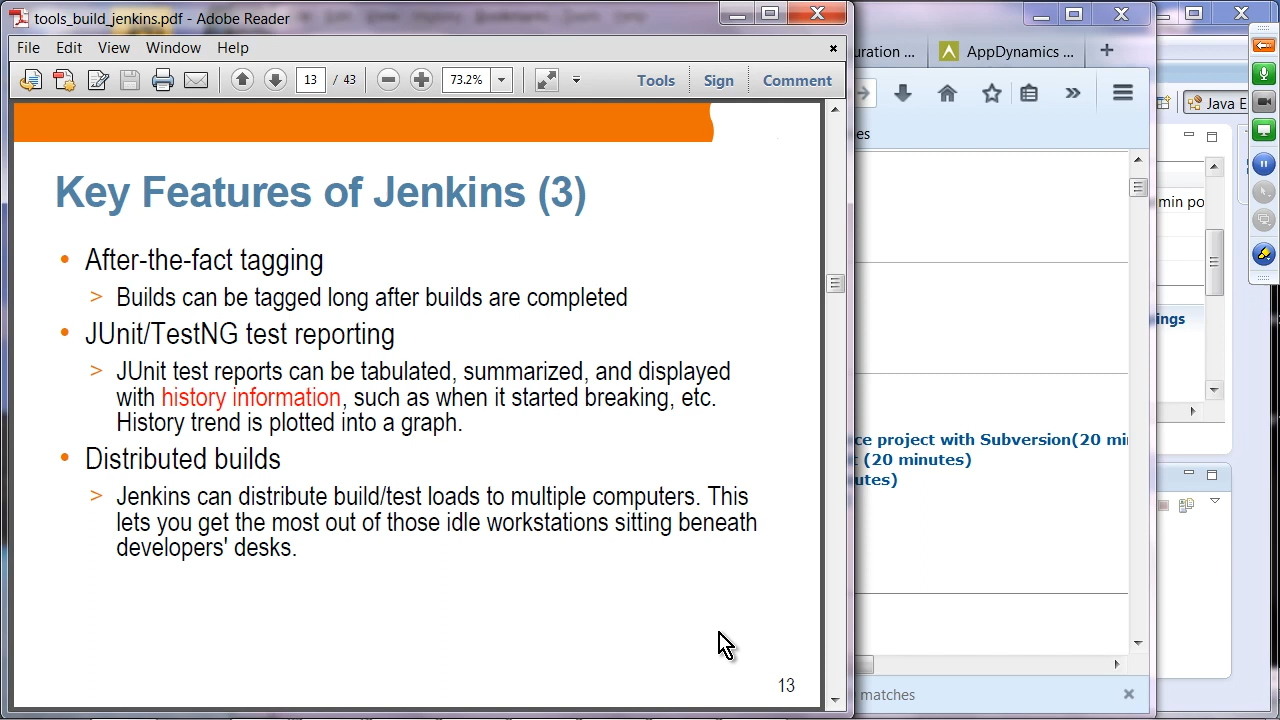 tools_build_jenkins.pdf - Adobe Reader
File Edit View Window Help
13 / 43 73.2% Tools Sign Comment
Key Features of Jenkins (3)
• After-the-fact tagging
> Builds can be tagged long after builds are completed
• JUnit/TestNG test reporting
> JUnit test reports can be tabulated, summarized, and displayed
with history information, such as when it started breaking, etc.
History trend is plotted into a graph.
• Distributed builds
> Jenkins can distribute build/test loads to multiple computers. This
lets you get the most out of those idle workstations sitting beneath
developers' desks.
13
uration ... AppDynamics ...
es
ce project with Subversion(20 mi
t (20 minutes)
utes)
matches
Java E
min po
ings